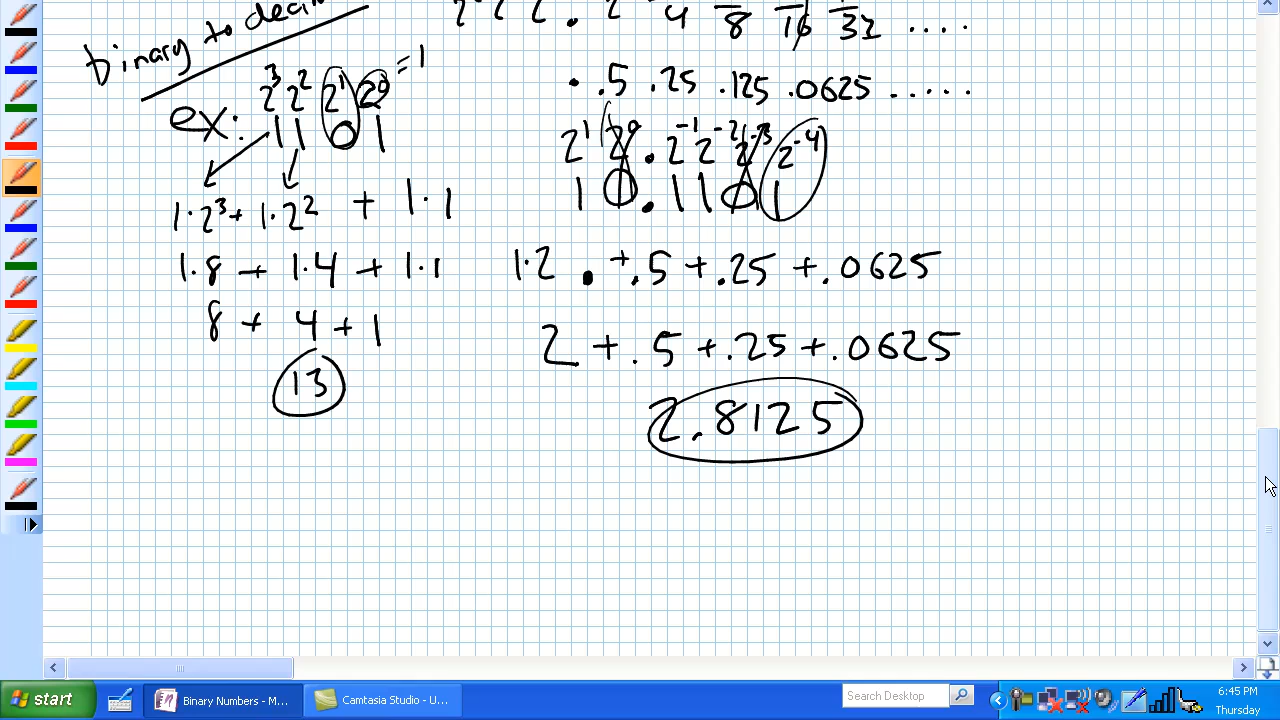 binary to decim
4 8 16 32 ....
. .5 .25 .125 .0625 .....
2³ 2² 2¹ 2⁰ = 1
ex: 1 1 0 1
2¹ 2⁰ . 2⁻¹ 2⁻² 2⁻³ 2⁻⁴
1 0 . 1 1 0 1
1·2³ + 1·2² + 1·1
1·8 + 1·4 + 1·1
1·2 . + .5 + .25 + .0625
8 + 4 + 1
2 + .5 + .25 + .0625
13
2.8125
start
Binary Numbers - M...
Camtasia Studio - U...
Search Desktop
6:45 PM
Thursday